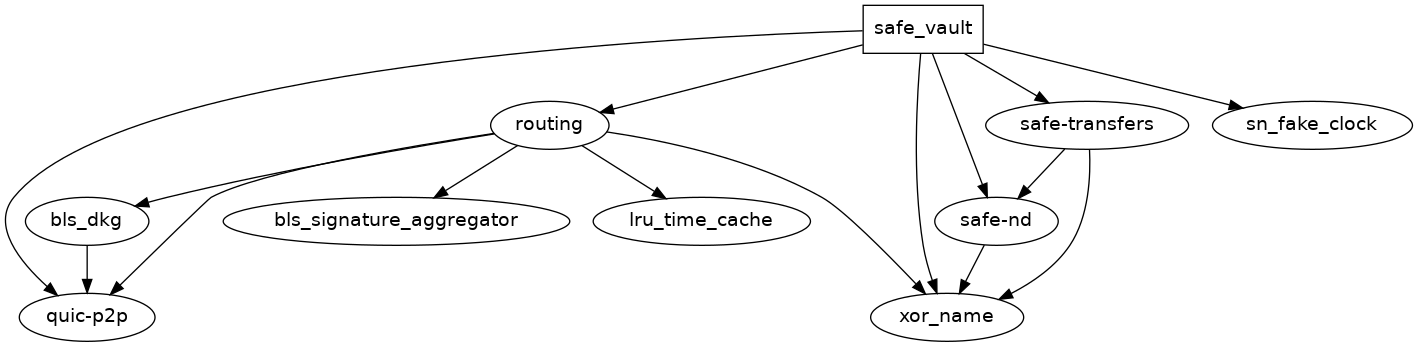 safe_vault
routing
safe-transfers
sn_fake_clock
bls_dkg
bls_signature_aggregator
lru_time_cache
safe-nd
quic-p2p
xor_name